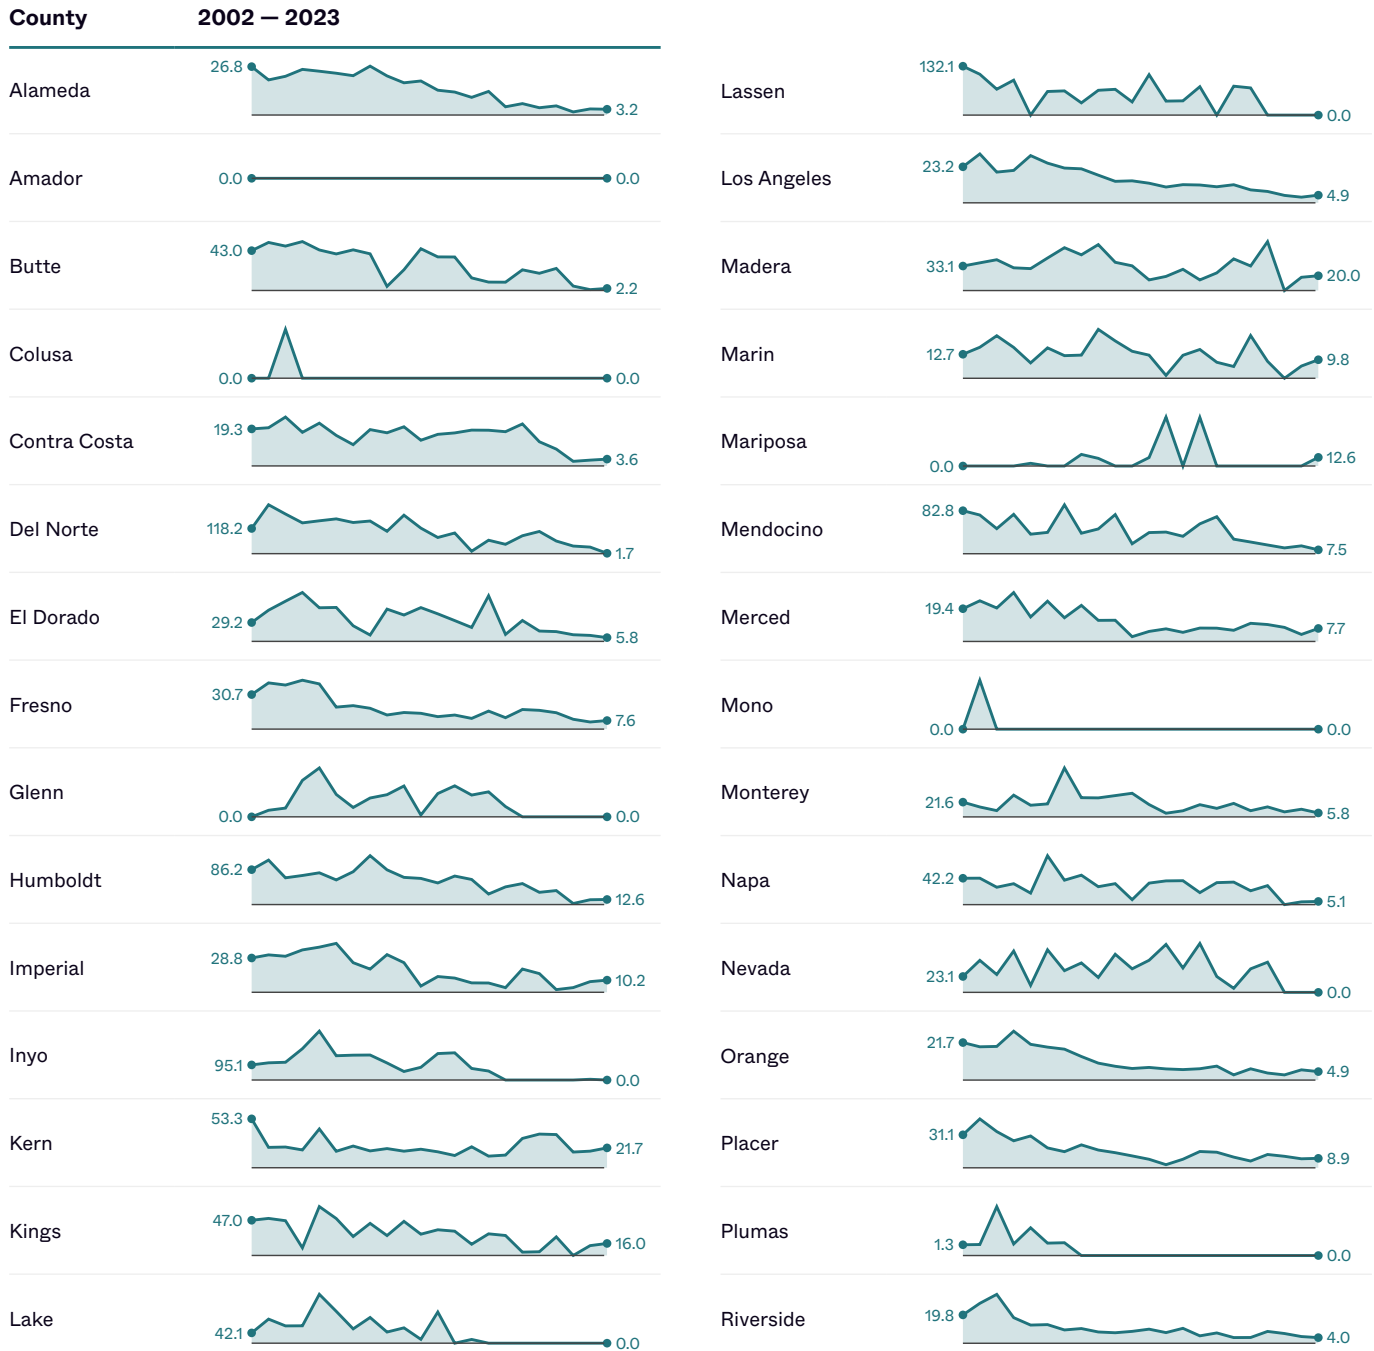 County 2002 — 2023
Alameda 26.8 3.2
Amador 0.0 0.0
Butte 43.0 2.2
Colusa 0.0 0.0
Contra Costa 19.3 3.6
Del Norte 118.2 1.7
El Dorado 29.2 5.8
Fresno 30.7 7.6
Glenn 0.0 0.0
Humboldt 86.2 12.6
Imperial 28.8 10.2
Inyo 95.1 0.0
Kern 53.3 21.7
Kings 47.0 16.0
Lake 42.1 0.0
Lassen 132.1 0.0
Los Angeles 23.2 4.9
Madera 33.1 20.0
Marin 12.7 9.8
Mariposa 0.0 12.6
Mendocino 82.8 7.5
Merced 19.4 7.7
Mono 0.0 0.0
Monterey 21.6 5.8
Napa 42.2 5.1
Nevada 23.1 0.0
Orange 21.7 4.9
Placer 31.1 8.9
Plumas 1.3 0.0
Riverside 19.8 4.0